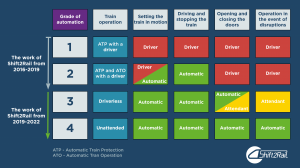 Grade of
automation
Train
operation
Setting the
train in motion
Driving and
stopping the
train
Opening and
closing the
doors
Operation in
the event of
disruptions
The work of
Shift2Rail from
2016-2019
1
ATP with a
driver
Driver
Driver
Driver
Driver
2
ATP and ATO
with a driver
Driver
Automatic
Automatic
Driver
Driver
The work of
Shift2Rail from
2019-2022
3
Driverless
Automatic
Automatic
Automatic
Attendant
4
Unattended
Automatic
Automatic
Automatic
Automatic
ATP - Automatic Train Protection
ATO - Automatic Tran Operation
Shift2Rail